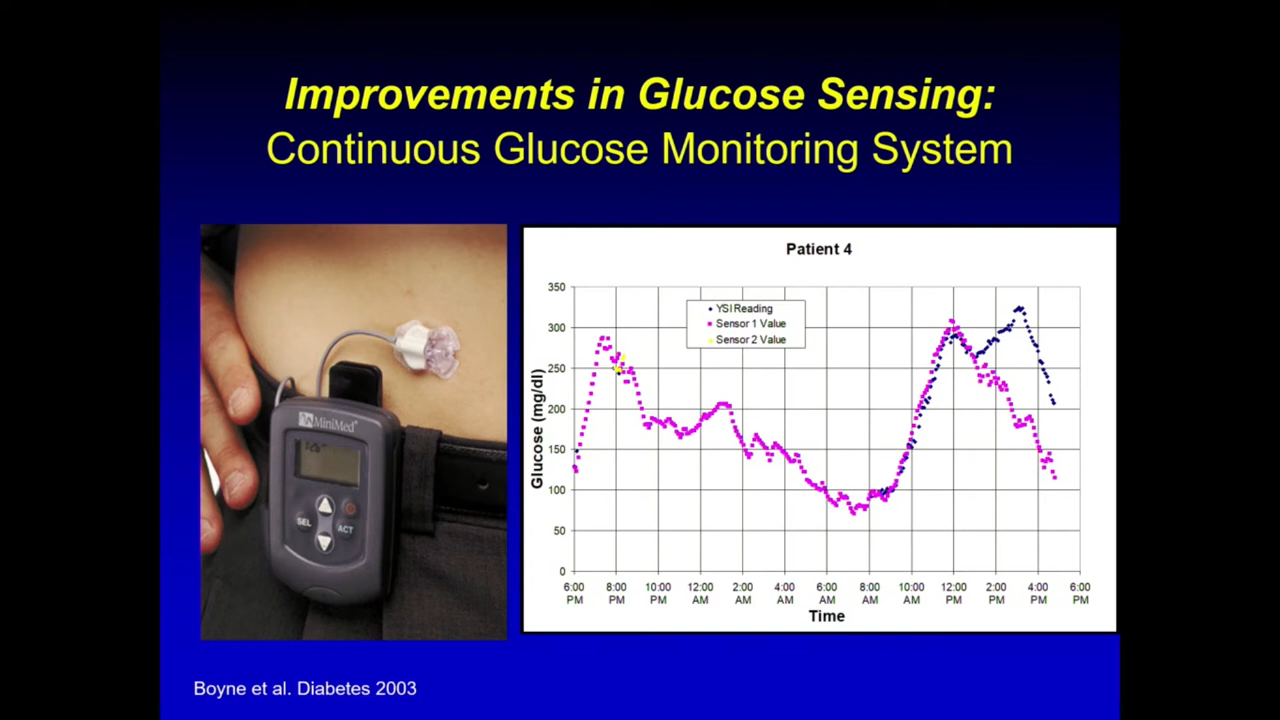 Improvements in Glucose Sensing:
Continuous Glucose Monitoring System
MiniMed
SEL
ACT
Patient 4
350
300
250
200
150
100
50
0
Glucose (mg/dl)
YSI Reading
Sensor 1 Value
Sensor 2 Value
6:00 PM
8:00 PM
10:00 PM
12:00 AM
2:00 AM
4:00 AM
6:00 AM
8:00 AM
10:00 AM
12:00 PM
2:00 PM
4:00 PM
6:00 PM
Time
Boyne et al. Diabetes 2003